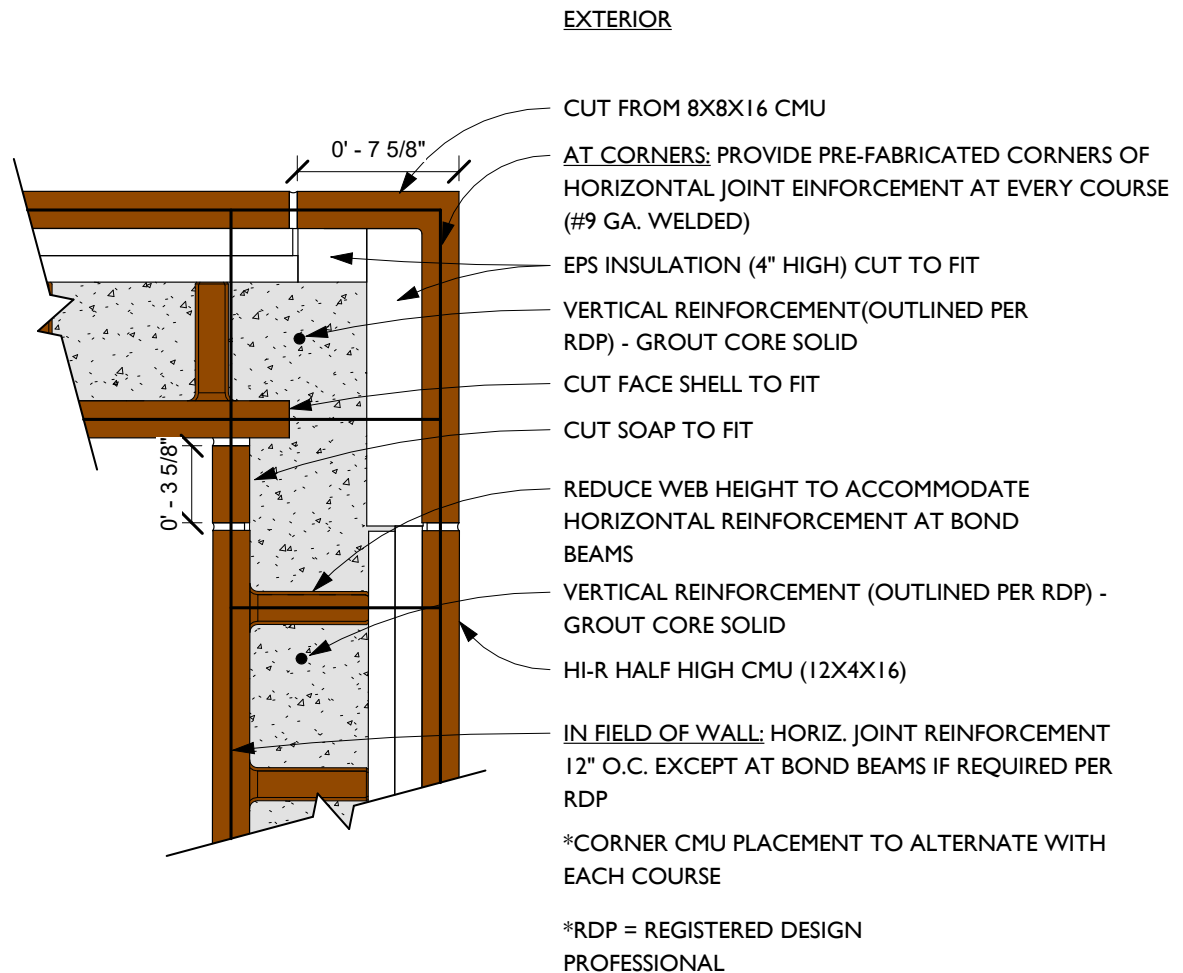 EXTERIOR
CUT FROM 8X8X16 CMU
0' - 7 5/8"
AT CORNERS: PROVIDE PRE-FABRICATED CORNERS OF
HORIZONTAL JOINT EINFORCEMENT AT EVERY COURSE
(#9 GA. WELDED)
EPS INSULATION (4" HIGH) CUT TO FIT
VERTICAL REINFORCEMENT(OUTLINED PER
RDP) - GROUT CORE SOLID
CUT FACE SHELL TO FIT
CUT SOAP TO FIT
0' - 3 5/8"
REDUCE WEB HEIGHT TO ACCOMMODATE
HORIZONTAL REINFORCEMENT AT BOND
BEAMS
VERTICAL REINFORCEMENT (OUTLINED PER RDP) -
GROUT CORE SOLID
HI-R HALF HIGH CMU (12X4X16)
IN FIELD OF WALL: HORIZ. JOINT REINFORCEMENT
12" O.C. EXCEPT AT BOND BEAMS IF REQUIRED PER
RDP
*CORNER CMU PLACEMENT TO ALTERNATE WITH
EACH COURSE
*RDP = REGISTERED DESIGN
PROFESSIONAL